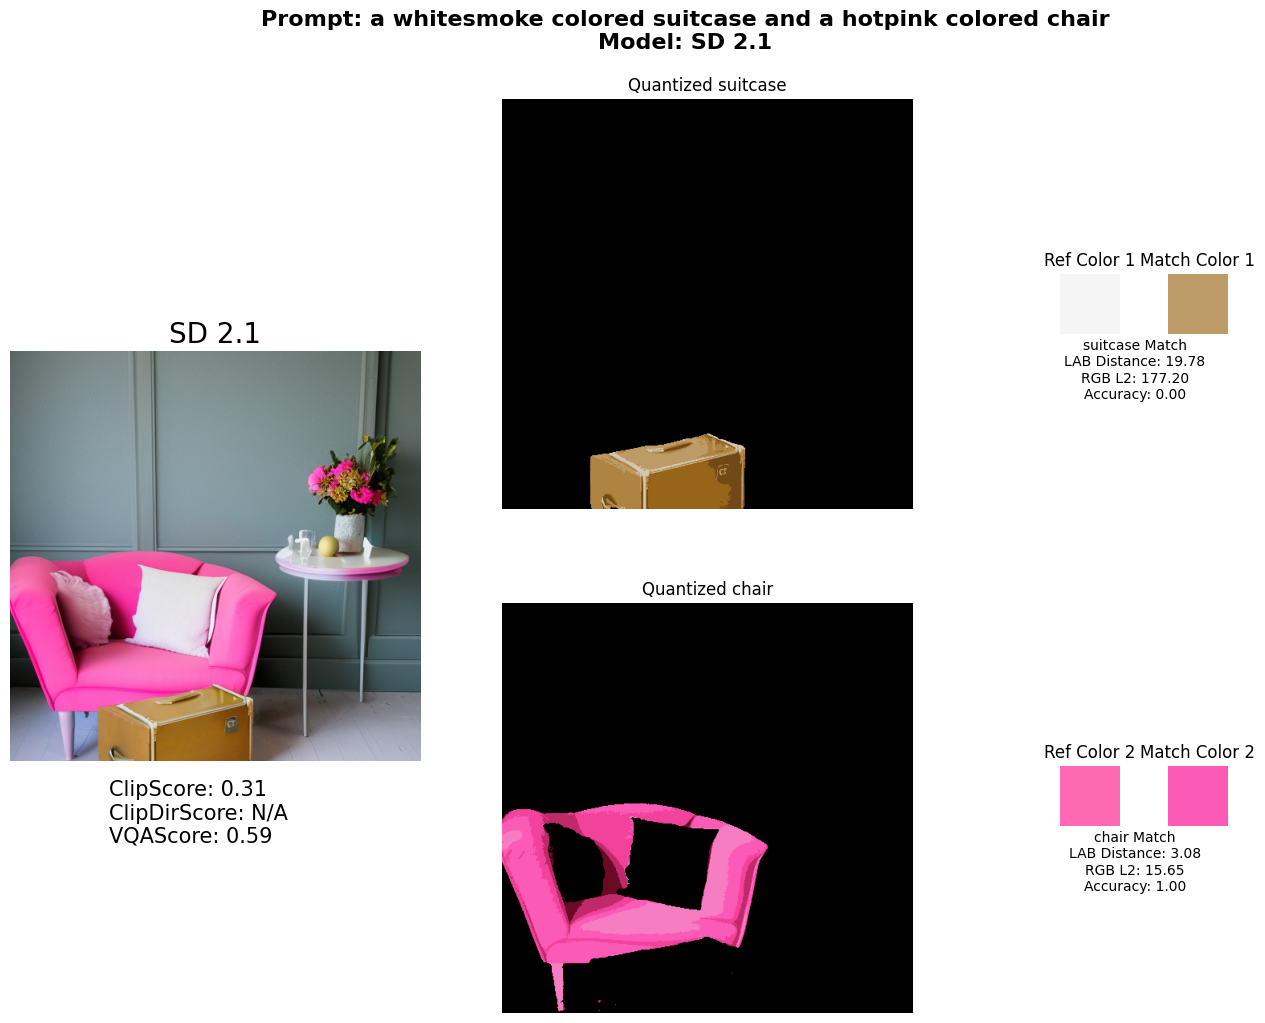 Prompt: a whitesmoke colored suitcase and a hotpink colored chair
Model: SD 2.1
Quantized suitcase
Ref Color 1 Match Color 1
suitcase Match
LAB Distance: 19.78
RGB L2: 177.20
Accuracy: 0.00
SD 2.1
ClipScore: 0.31
ClipDirScore: N/A
VQAScore: 0.59
Quantized chair
Ref Color 2 Match Color 2
chair Match
LAB Distance: 3.08
RGB L2: 15.65
Accuracy: 1.00